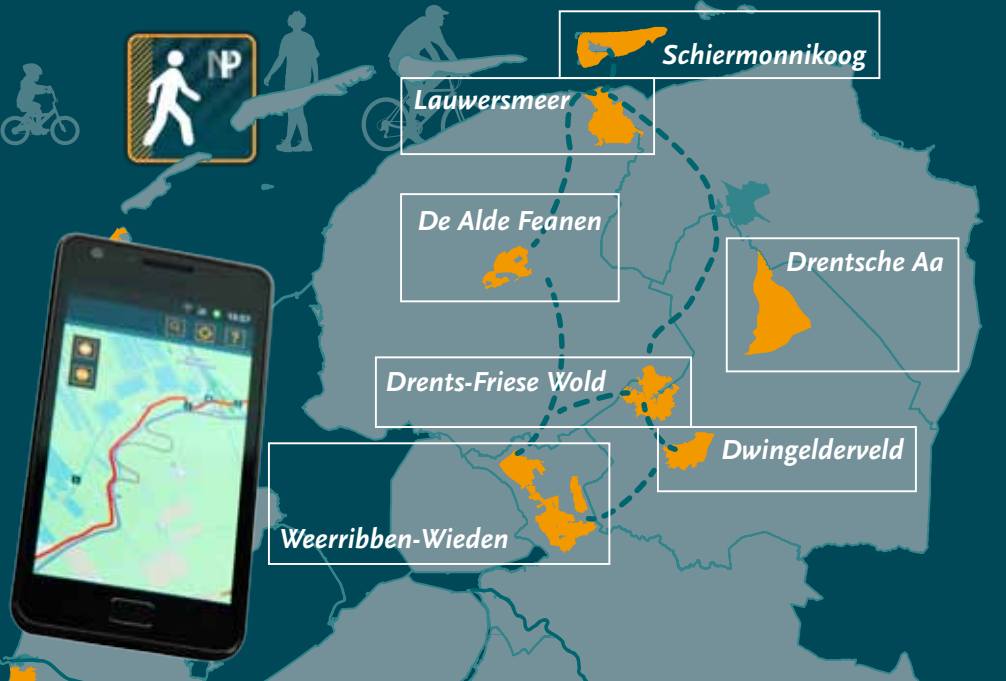 NP
Schiermonnikoog
Lauwersmeer
De Alde Feanen
Drentsche Aa
Drents-Friese Wold
Dwingelderveld
Weerribben-Wieden
?